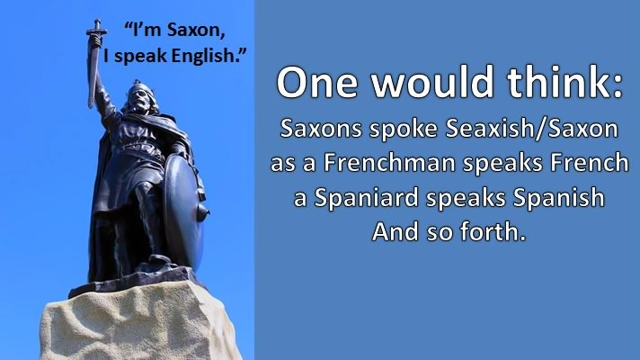 “I’m Saxon,
I speak English.”
One would think:
Saxons spoke Seaxish/Saxon
as a Frenchman speaks French
a Spaniard speaks Spanish
And so forth.